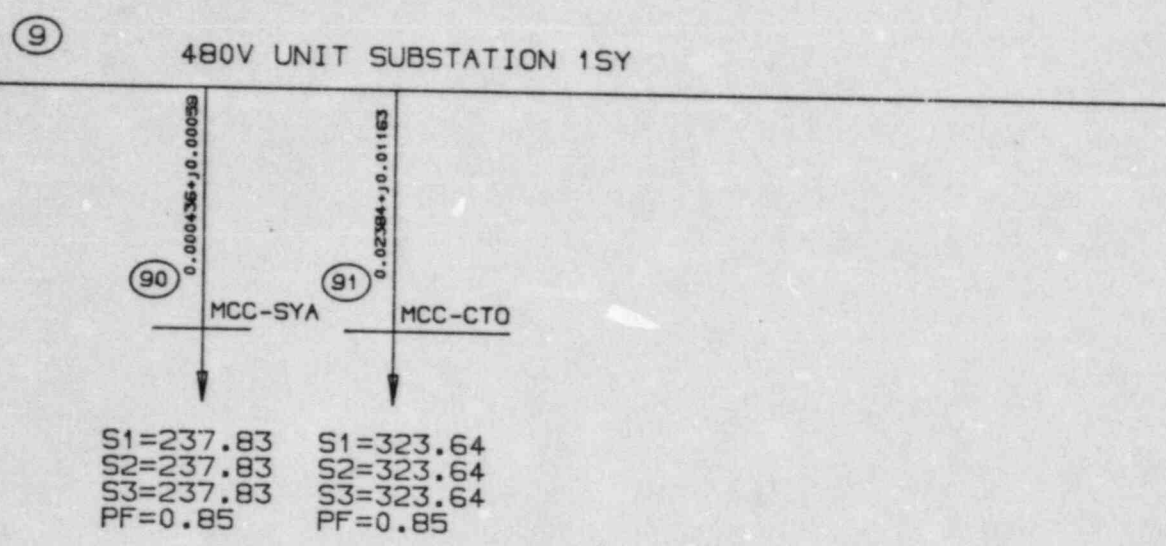 9
480V UNIT SUBSTATION 1SY
0.000436+j0.00059
0.02384+j0.01163
90
91
MCC-SYA
MCC-CTO
S1=237.83
S2=237.83
S3=237.83
PF=0.85
S1=323.64
S2=323.64
S3=323.64
PF=0.85